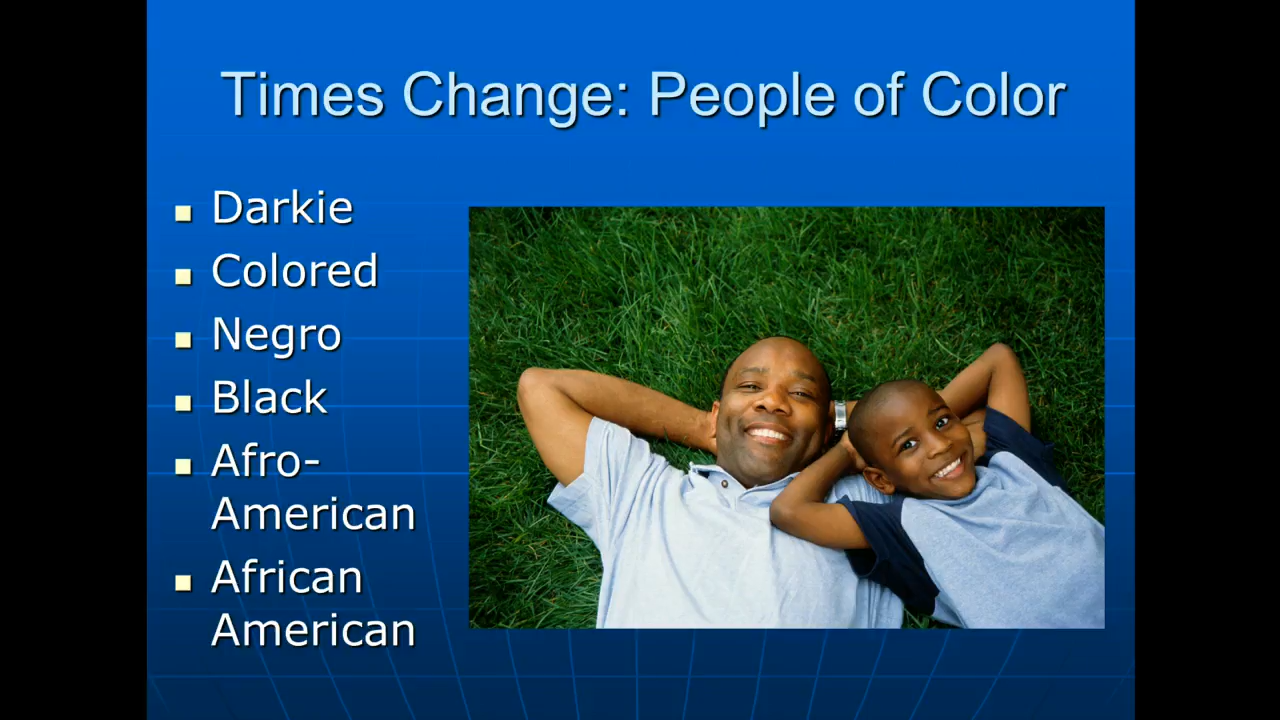 Times Change: People of Color
Darkie
Colored
Negro
Black
Afro-
American
African
American